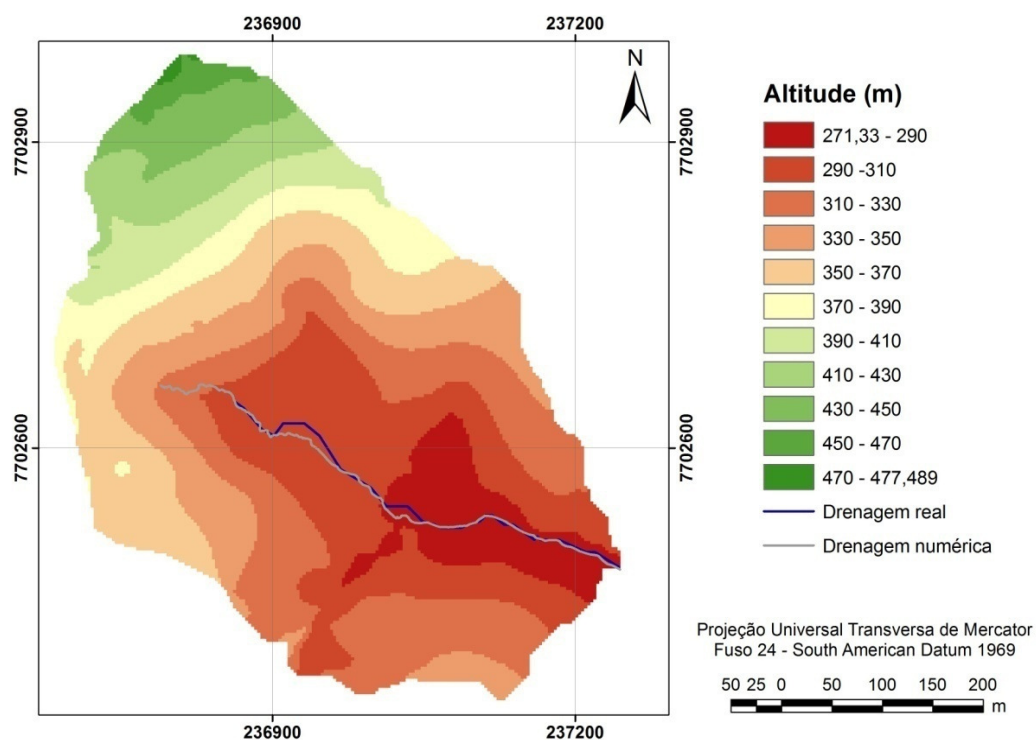 236900
237200
7702900
7702900
7702600
7702600
236900
237200
N
Altitude (m)
271,33 - 290
290 -310
310 - 330
330 - 350
350 - 370
370 - 390
390 - 410
410 - 430
430 - 450
450 - 470
470 - 477,489
Drenagem real
Drenagem numérica
Projeção Universal Transversa de Mercator
Fuso 24 - South American Datum 1969
50 25 0 50 100 150 200
m